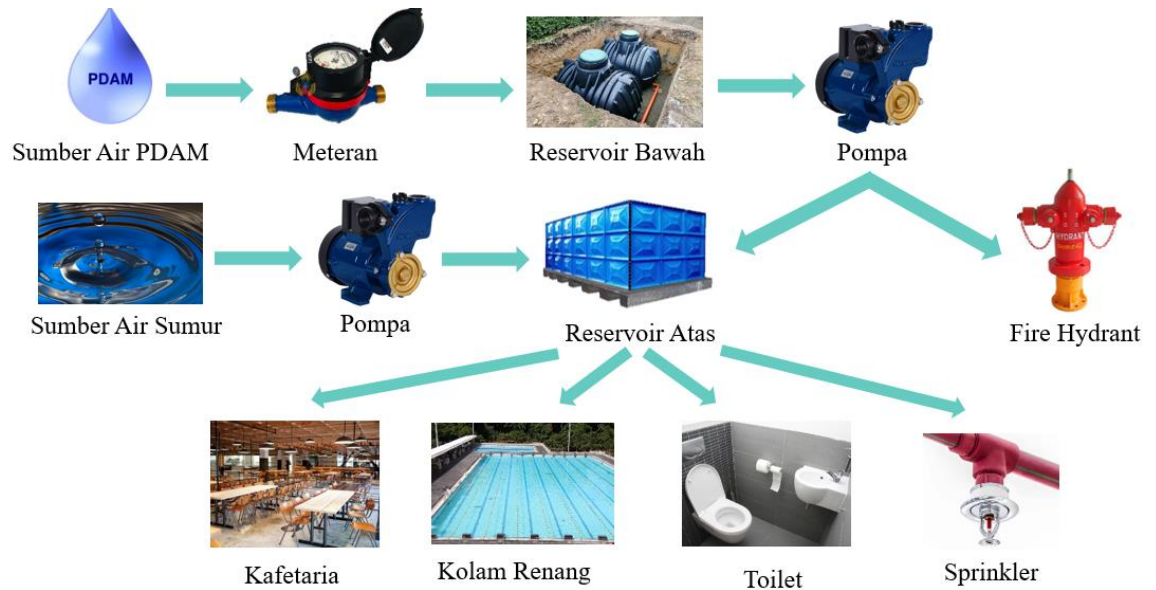 PDAM
Sumber Air PDAM
Meteran
Reservoir Bawah
Pompa
Sumber Air Sumur
Pompa
Reservoir Atas
HYDRANT
Fire Hydrant
Kafetaria
Kolam Renang
Toilet
Sprinkler